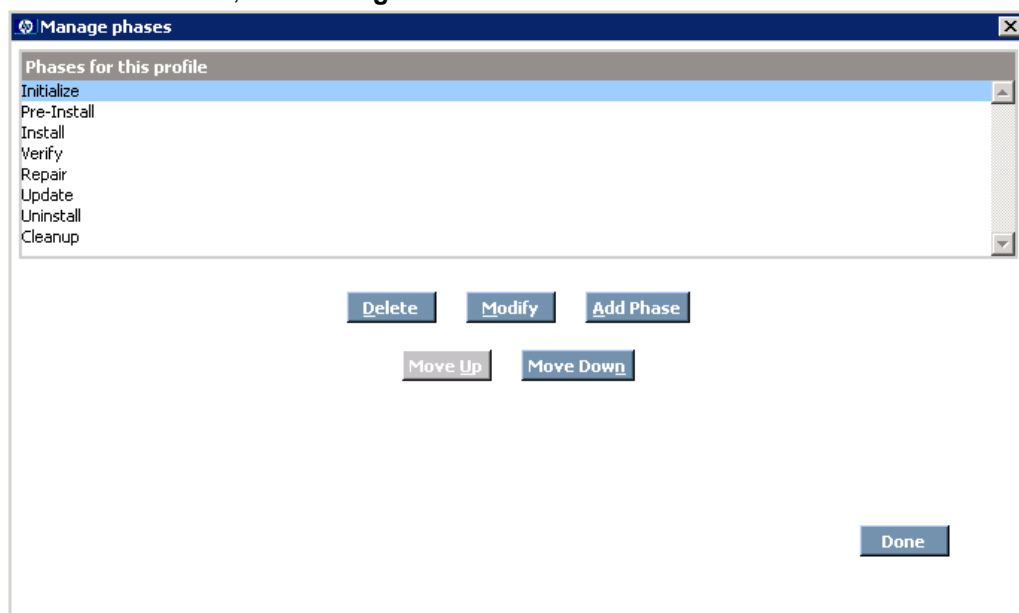 Manage phases
Phases for this profile
Initialize
Pre-Install
Install
Verify
Repair
Update
Uninstall
Cleanup
Delete Modify Add Phase
Move Up Move Down
Done